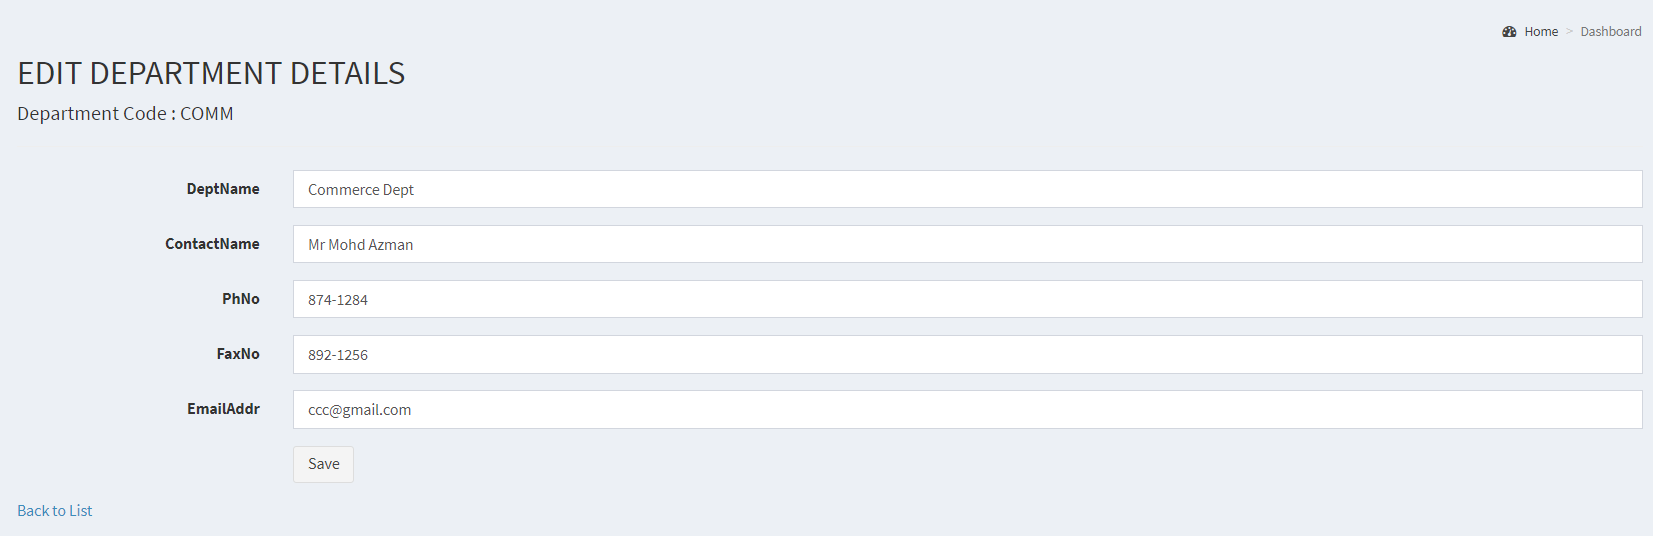 Home > Dashboard
EDIT DEPARTMENT DETAILS
Department Code : COMM
DeptName Commerce Dept
ContactName Mr Mohd Azman
PhNo 874-1284
FaxNo 892-1256
EmailAddr ccc@gmail.com
Save
Back to List